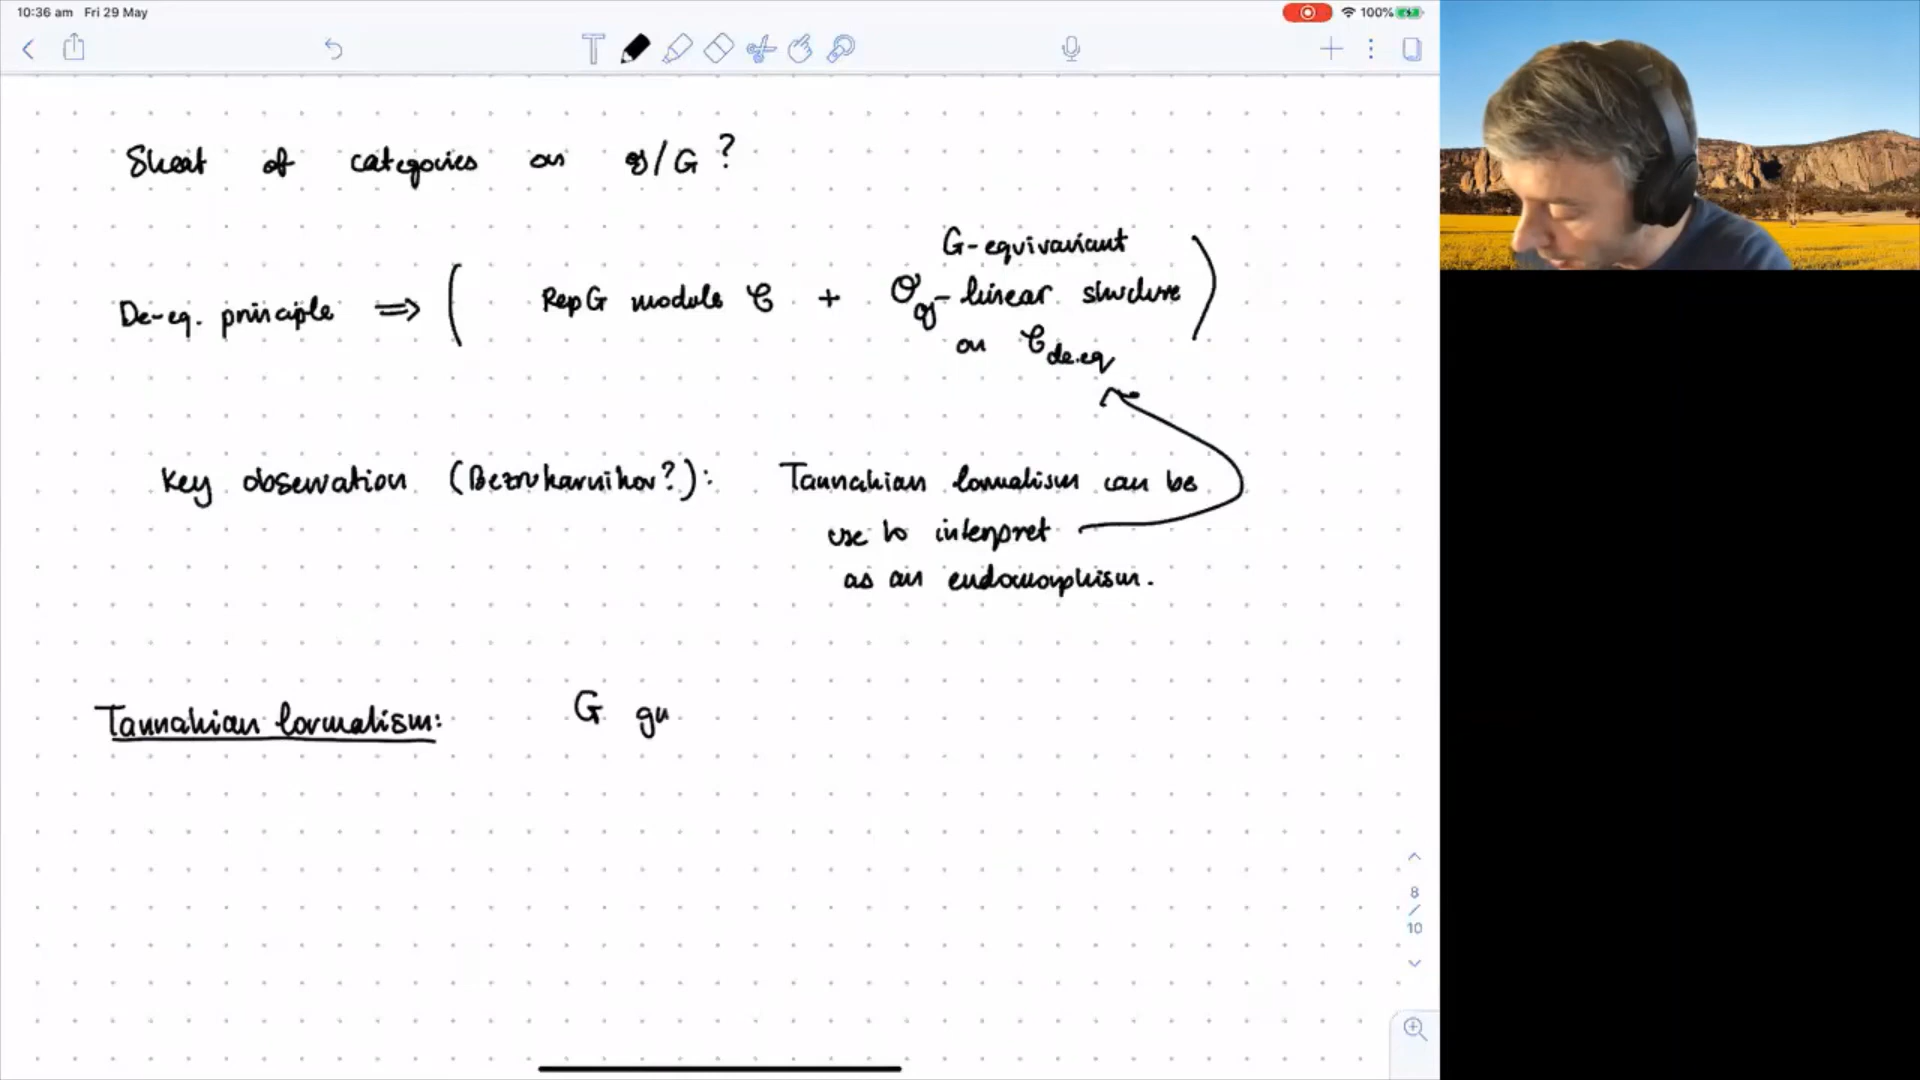 10:36 am Fri 29 May
100%
Sheaf of categories on 𝔤/G ?
G-equivariant
De-eq. principle ⇒ ( RepG module 𝒞 + 𝒪_𝔤-linear structure )
on 𝒞_de.eq
Key observation (Bezrukavnikov?): Tannakian formalism can be
use to interpret
as an endomorphism.
Tannakian formalism: G gu
8
/
10